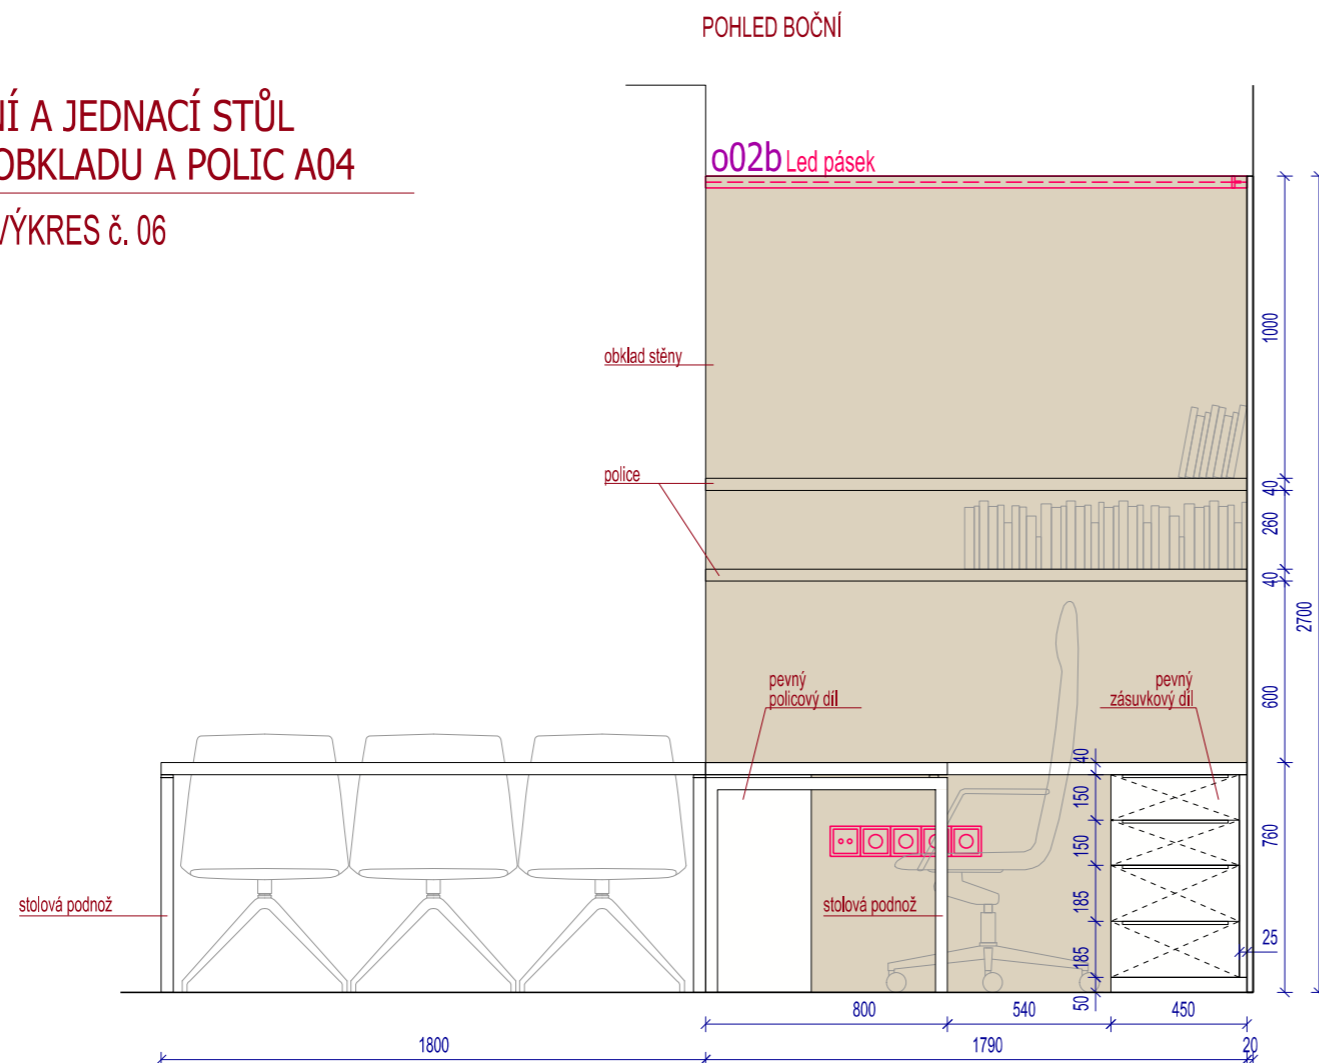 POHLED BOČNÍ
NÍ A JEDNACÍ STŮL
OBKLADU A POLIC A04
VÝKRES č. 06
o02b Led pásek
obklad stěny
1000
police
40
260
40
2700
600
pevný
policový díl
pevný
zásuvkový díl
40
150
760
150
stolová podnož
stolová podnož
185
25
185
50
800
540
450
1800
1790
20